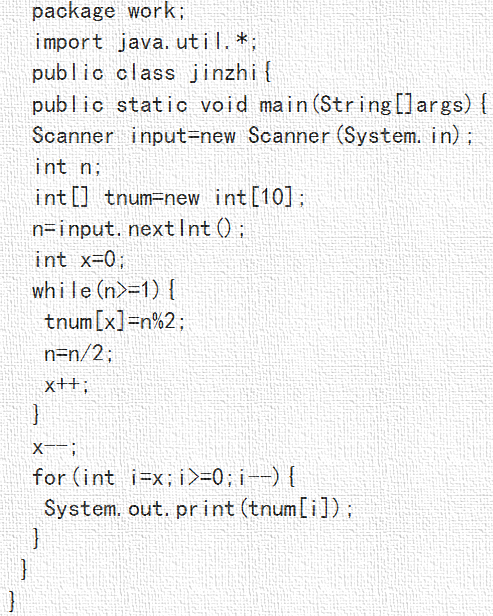 package work;
import java.util.*;
public class jinzhi{
public static void main(String[]args){
Scanner input=new Scanner(System.in);
int n;
int[] tnum=new int[10];
n=input.nextInt();
int x=0;
while(n>=1){
tnum[x]=n%2;
n=n/2;
x++;
}
x--;
for(int i=x;i>=0;i--){
System.out.print(tnum[i]);
}
}
}